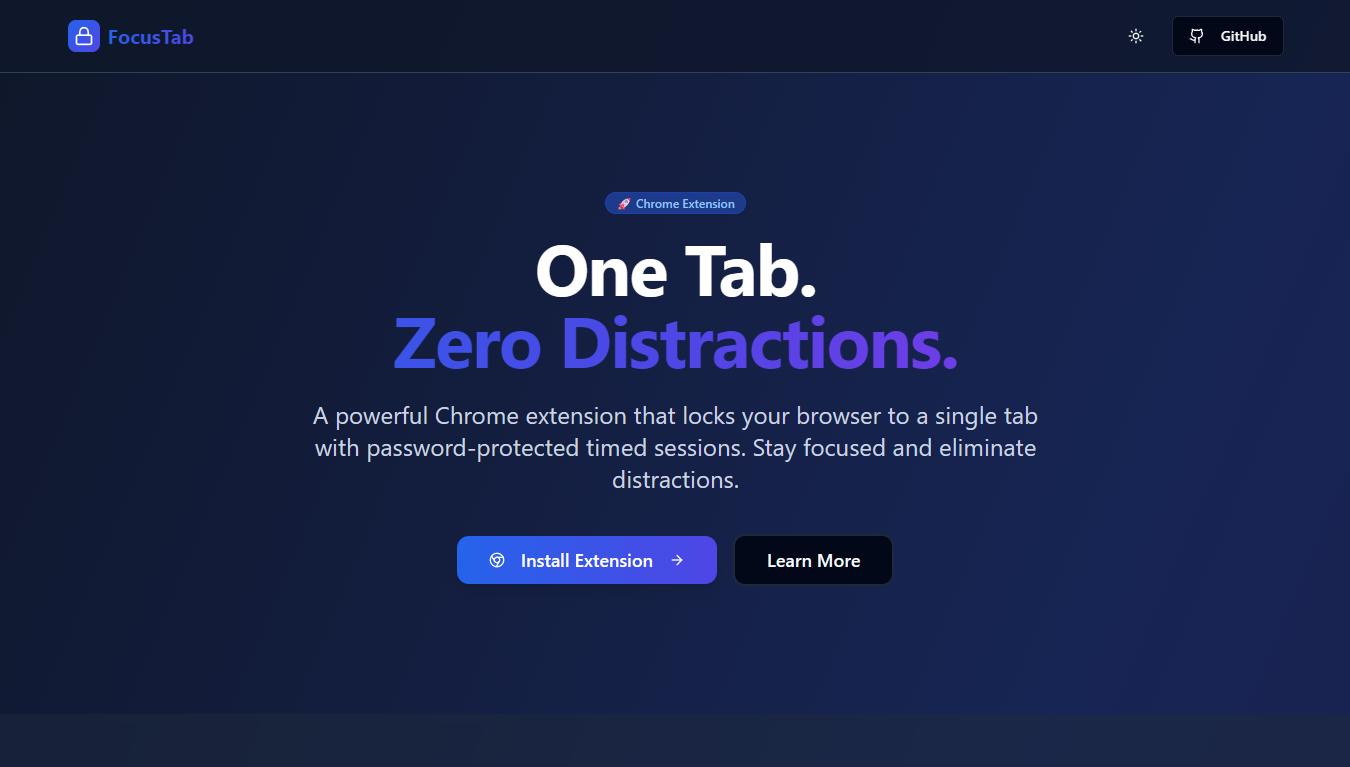 FocusTab
GitHub
🚀 Chrome Extension
One Tab.
Zero Distractions.
A powerful Chrome extension that locks your browser to a single tab
with password-protected timed sessions. Stay focused and eliminate
distractions.
Install Extension →
Learn More